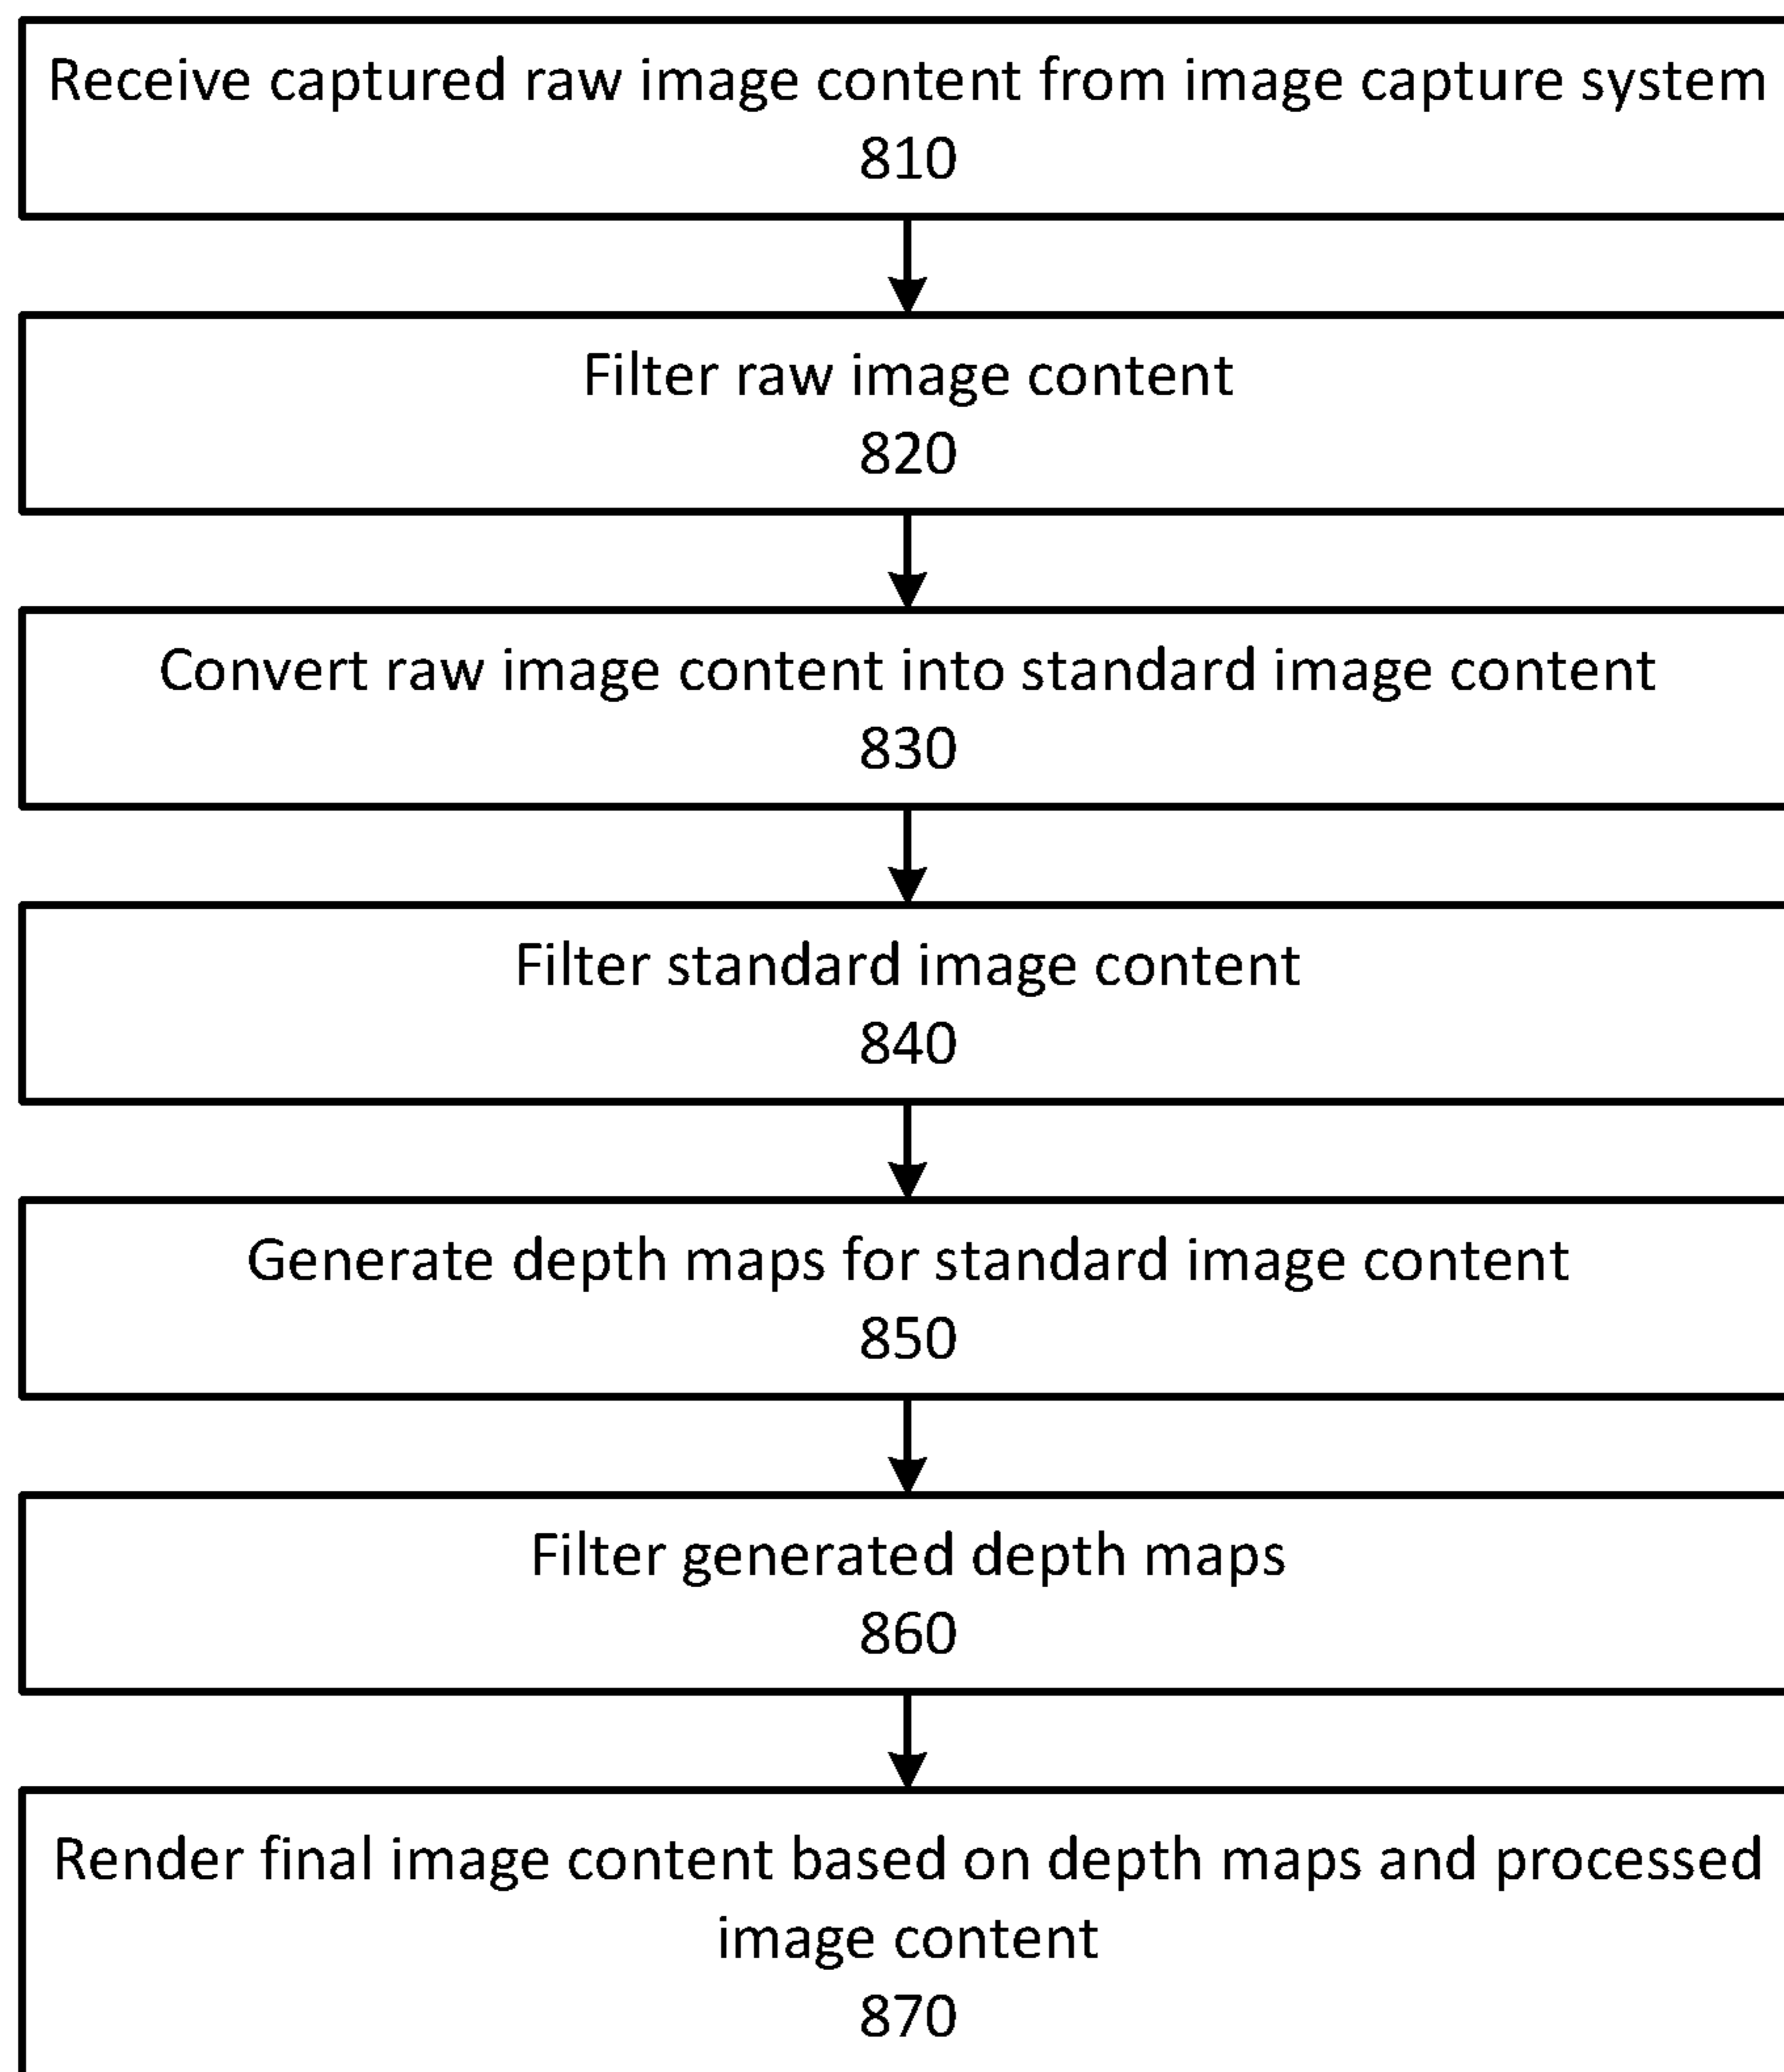 Receive captured raw image content from image capture system
810
Filter raw image content
820
Convert raw image content into standard image content
830
Filter standard image content
840
Generate depth maps for standard image content
850
Filter generated depth maps
860
Render final image content based on depth maps and processed
image content
870